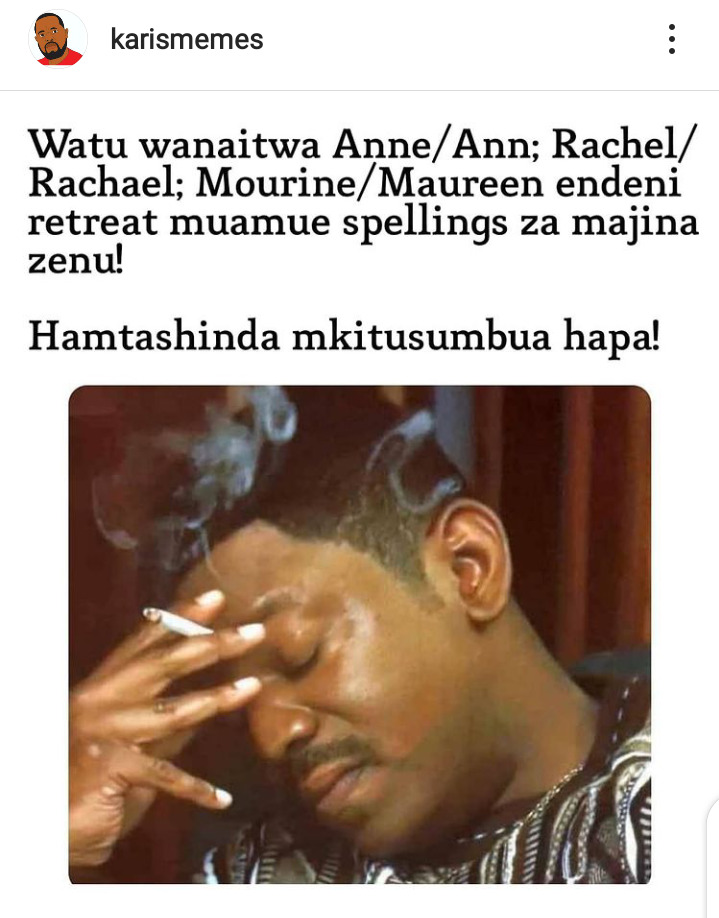 karismemes
Watu wanaitwa Anne/Ann; Rachel/
Rachael; Mourine/Maureen endeni
retreat muamue spellings za majina
zenu!
Hamtashinda mkitusumbua hapa!